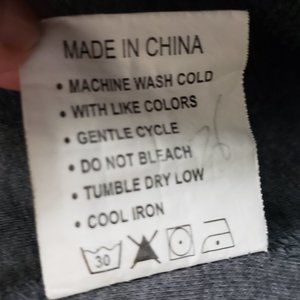 MADE IN CHINA
• MACHINE WASH COLD
• WITH LIKE COLORS
• GENTLE CYCLE
• DO NOT BLEACH
• TUMBLE DRY LOW
• COOL IRON
30